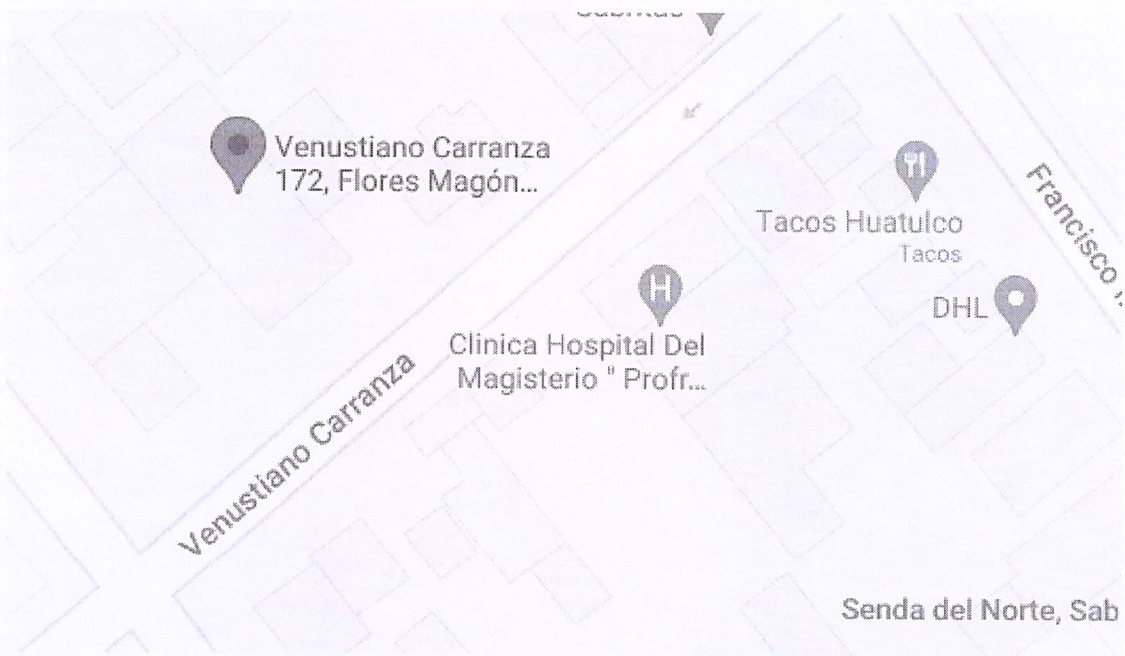 Venustiano Carranza
172, Flores Magón...
Tacos Huatulco
Tacos
Francisco
DHL
H
Clinica Hospital Del
Magisterio " Profr...
Venustiano Carranza
Senda del Norte, Sab